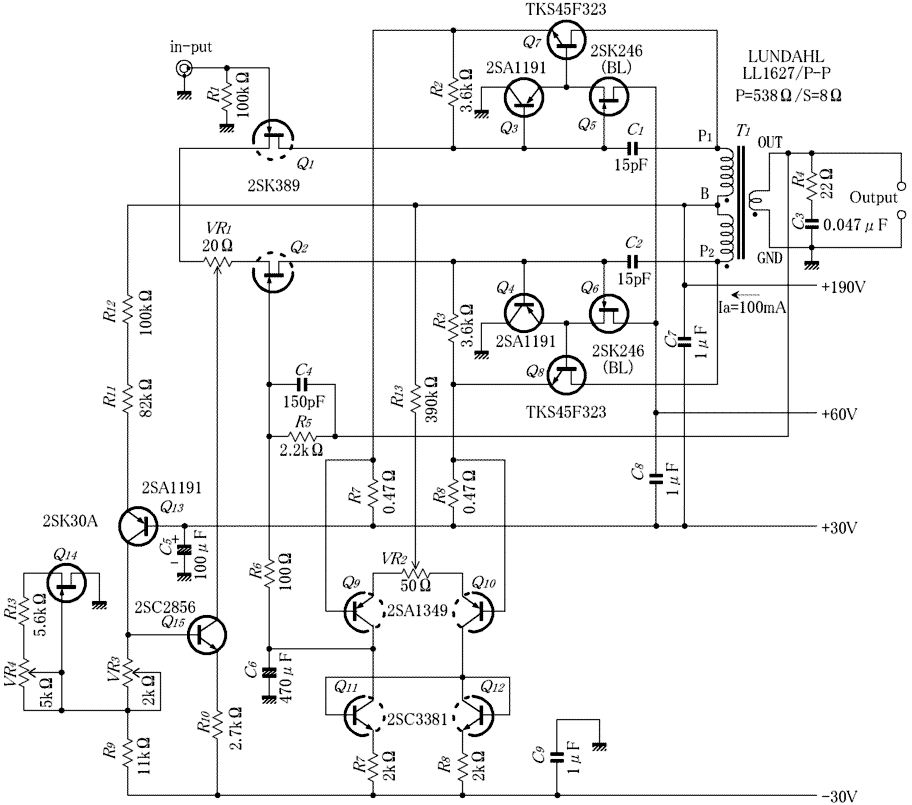 TKS45F323
Q7
2SK246
(BL)
LUNDAHL
LL1627/P-P
P=538Ω/S=8Ω
in-put
R1
100kΩ
R2
3.6kΩ
2SA1191
Q3
Q5
C1
15pF
P1
T1
OUT
Q1
2SK389
R4
22Ω
Output
B
C3
0.047μF
VR1
20Ω
Q2
C2
15pF
P2
GND
+190V
Ia=100mA
R12
100kΩ
R3
3.6kΩ
Q4
2SA1191
Q6
2SK246
(BL)
C7
1μF
Q8
TKS45F323
R11
82kΩ
C4
150pF
R13
390kΩ
+60V
R5
2.2kΩ
R7
0.47Ω
R8
0.47Ω
C8
1μF
2SA1191
Q13
2SK30A
+30V
C5
+
-
100μF
Q14
R6
100Ω
VR2
50Ω
Q9
Q10
2SA1349
R13
5.6kΩ
2SC2856
Q15
VR4
5kΩ
VR3
2kΩ
C6
470μF
Q11
Q12
2SC3381
R9
11kΩ
R10
2.7kΩ
R7
2kΩ
R8
2kΩ
C9
1μF
-30V